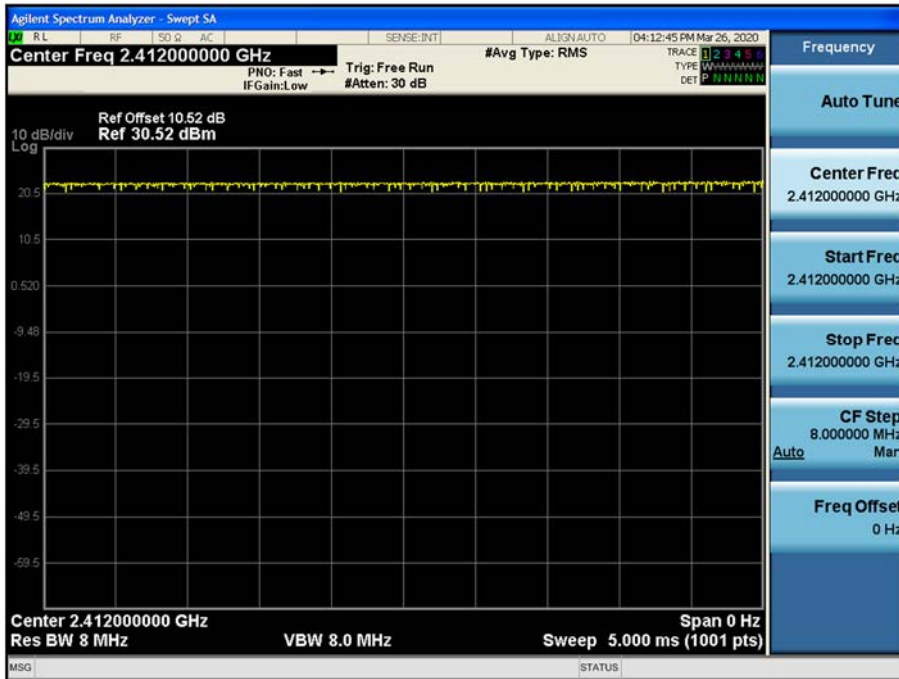 Agilent Spectrum Analyzer - Swept SA
RL RF 50 Ω AC SENSE:INT ALIGN AUTO 04:12:45 PM Mar 26, 2020
Center Freq 2.412000000 GHz
PNO: Fast
IFGain:Low
Trig: Free Run
#Atten: 30 dB
#Avg Type: RMS
TRACE 1 2 3 4 5 6
TYPE
DET P N N N N N
Ref Offset 10.52 dB
10 dB/div Ref 30.52 dBm
Log
20.5
10.5
0.520
-9.48
-19.5
-29.5
-39.5
-49.5
-59.5
Center 2.412000000 GHz Span 0 Hz
Res BW 8 MHz VBW 8.0 MHz Sweep 5.000 ms (1001 pts)
MSG STATUS
Frequency
Auto Tune
Center Freq
2.412000000 GHz
Start Freq
2.412000000 GHz
Stop Freq
2.412000000 GHz
CF Step
8.000000 MHz
Auto Man
Freq Offset
0 Hz